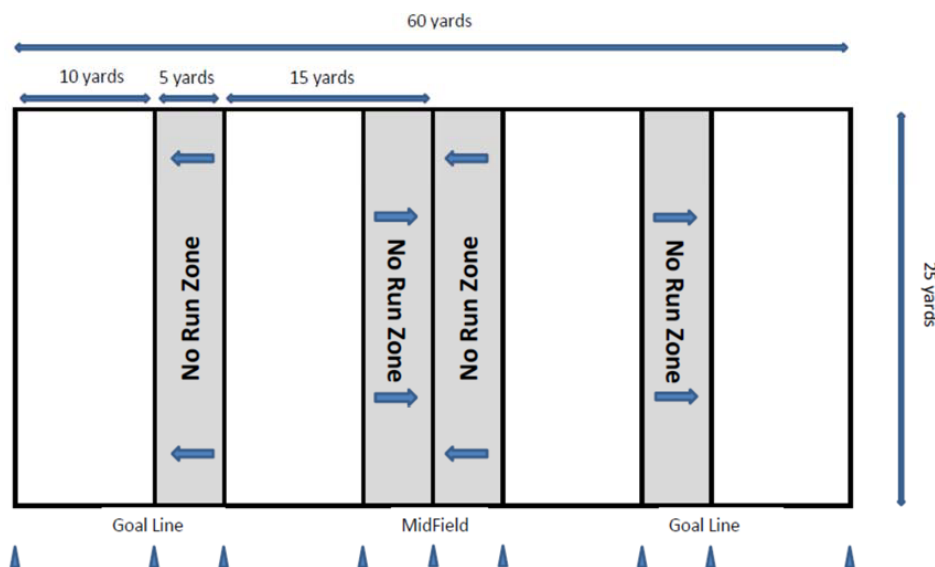 60 yards
10 yards
5 yards
15 yards
No Run Zone
No Run Zone
No Run Zone
No Run Zone
25 yards
Goal Line
MidField
Goal Line